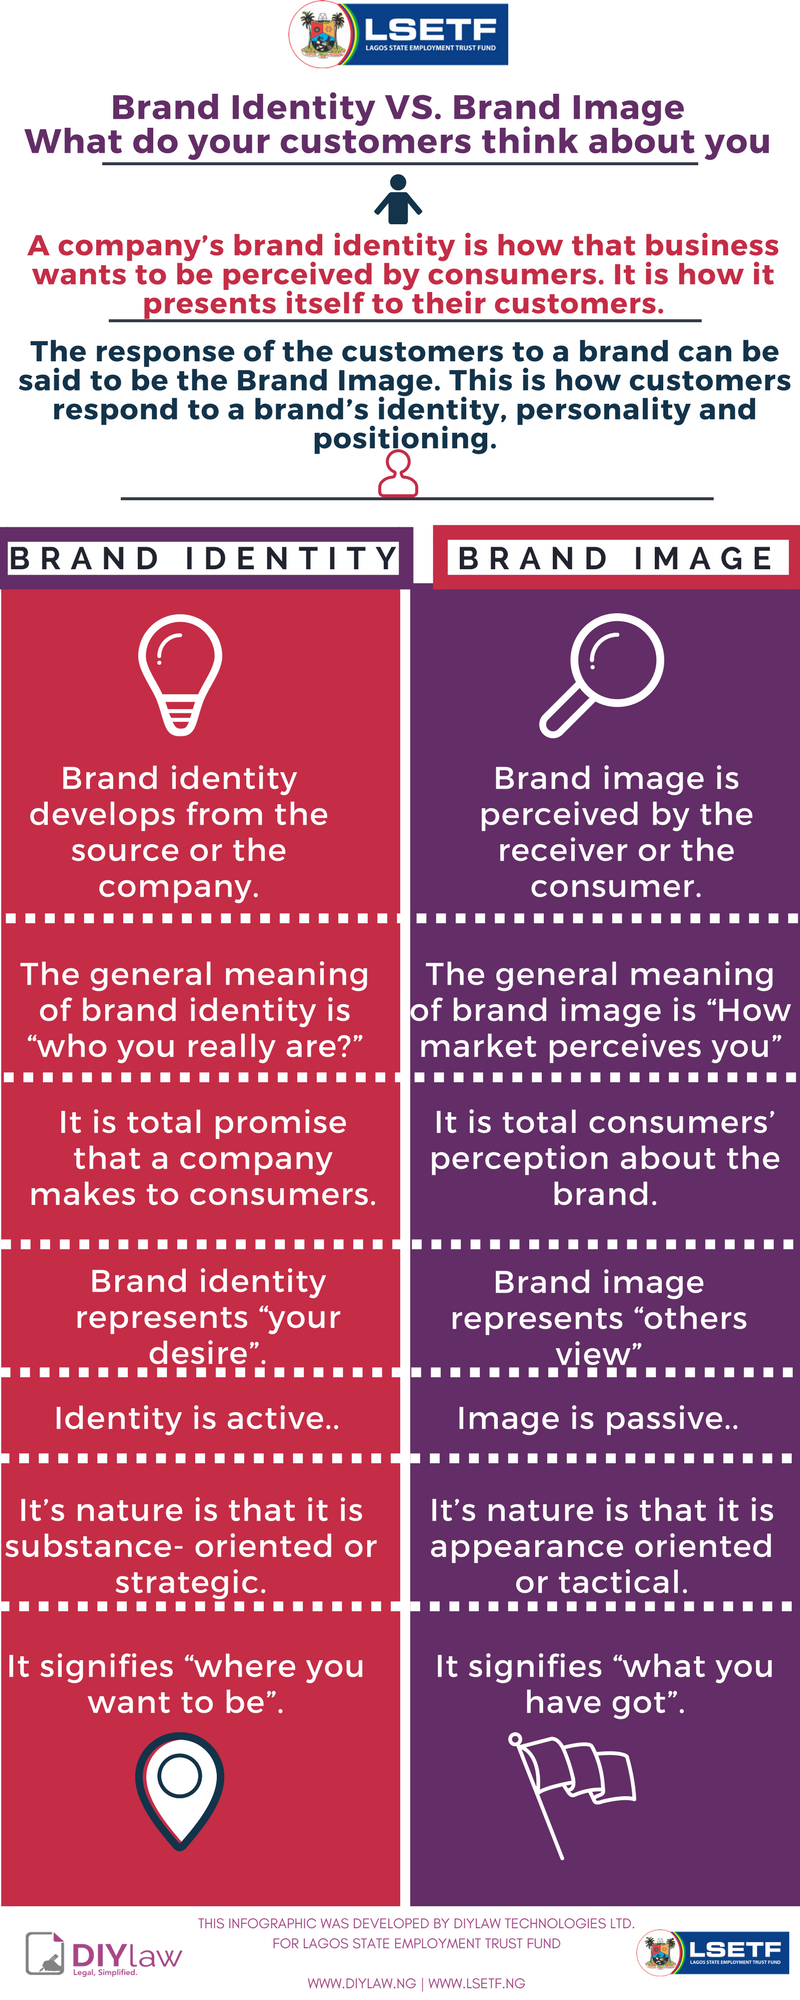 LSETF
LAGOS STATE EMPLOYMENT TRUST FUND
Brand Identity VS. Brand Image
What do your customers think about you
A company’s brand identity is how that business
wants to be perceived by consumers. It is how it
presents itself to their customers.
The response of the customers to a brand can be
said to be the Brand Image. This is how customers
respond to a brand’s identity, personality and
positioning.
BRAND IDENTITY
Brand identity
develops from the
source or the
company.
The general meaning
of brand identity is
“who you really are?”
It is total promise
that a company
makes to consumers.
Brand identity
represents “your
desire”.
Identity is active..
It’s nature is that it is
substance- oriented or
strategic.
It signifies “where you
want to be”.
BRAND IMAGE
Brand image is
perceived by the
receiver or the
consumer.
The general meaning
of brand image is “How
market perceives you”
It is total consumers’
perception about the
brand.
Brand image
represents “others
view”
Image is passive..
It’s nature is that it is
appearance oriented
or tactical.
It signifies “what you
have got”.
DIYlaw
Legal, Simplified.
THIS INFOGRAPHIC WAS DEVELOPED BY DIYLAW TECHNOLOGIES LTD.
FOR LAGOS STATE EMPLOYMENT TRUST FUND
WWW.DIYLAW.NG | WWW.LSETF.NG
LSETF
LAGOS STATE EMPLOYMENT TRUST FUND